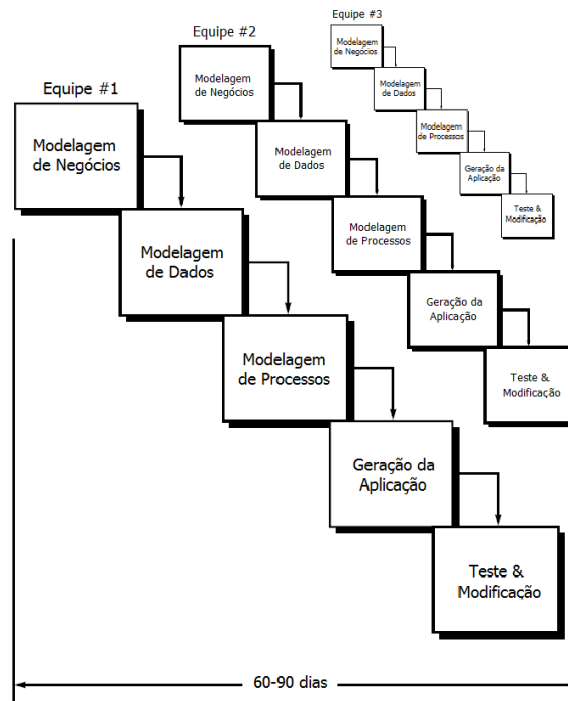 Equipe #1
Modelagem
de Negócios
Modelagem
de Dados
Modelagem
de Processos
Geração da
Aplicação
Teste &
Modificação
Equipe #2
Modelagem
de Negócios
Modelagem
de Dados
Modelagem
de Processos
Geração da
Aplicação
Teste &
Modificação
Equipe #3
Modelagem
de Negócios
Modelagem
de Dados
Modelagem
de Processos
Geração da
Aplicação
Teste &
Modificação
60-90 dias